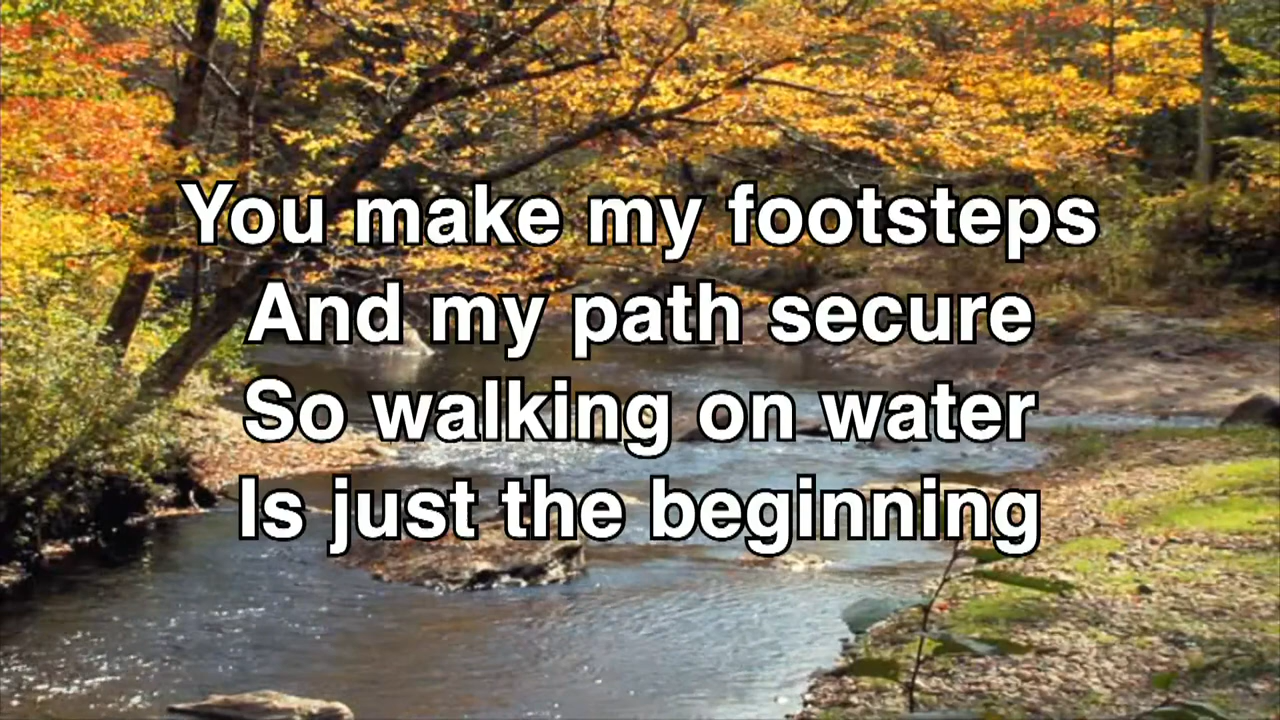 You make my footsteps
And my path secure
So walking on water
Is just the beginning